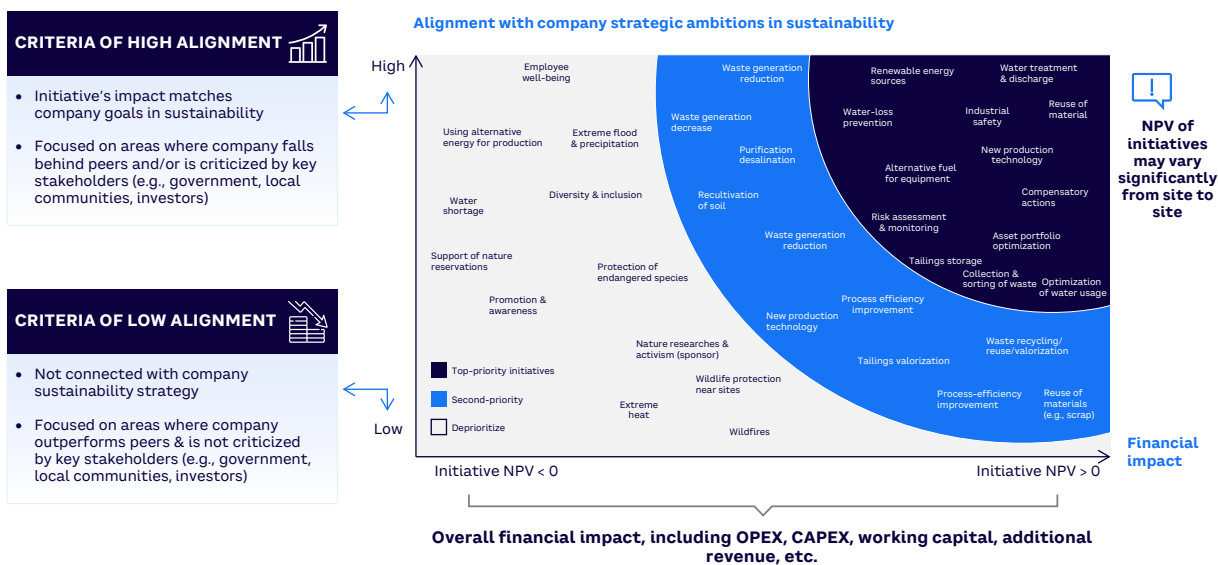 Alignment with company strategic ambitions in sustainability
CRITERIA OF HIGH ALIGNMENT
• Initiative's impact matches
company goals in sustainability
• Focused on areas where company falls
behind peers and/or is criticized by key
stakeholders (e.g., government, local
communities, investors)
CRITERIA OF LOW ALIGNMENT
• Not connected with company
sustainability strategy
• Focused on areas where company
outperforms peers & is not criticized
by key stakeholders (e.g., government,
local communities, investors)
High
Low
Employee
well-being
Using alternative
energy for production
Extreme flood
& precipitation
Water
shortage
Diversity & inclusion
Support of nature
reservations
Protection of
endangered species
Promotion &
awareness
Nature researches &
activism (sponsor)
Wildlife protection
near sites
Extreme
heat
Wildfires
Top-priority initiatives
Second-priority
Deprioritize
Waste generation
reduction
Waste generation
decrease
Purification
desalination
Recultivation
of soil
Waste generation
reduction
Process efficiency
improvement
New production
technology
Tailings valorization
Waste recycling/
reuse/valorization
Process-efficiency
improvement
Reuse of
materials
(e.g., scrap)
Renewable energy
sources
Water treatment
& discharge
Water-loss
prevention
Industrial
safety
Reuse of
material
New production
technology
Alternative fuel
for equipment
Compensatory
actions
Risk assessment
& monitoring
Asset portfolio
optimization
Tailings storage
Collection &
sorting of waste
Optimization
of water usage
!
NPV of
initiatives
may vary
significantly
from site to
site
Financial
impact
Initiative NPV < 0
Initiative NPV > 0
Overall financial impact, including OPEX, CAPEX, working capital, additional
revenue, etc.